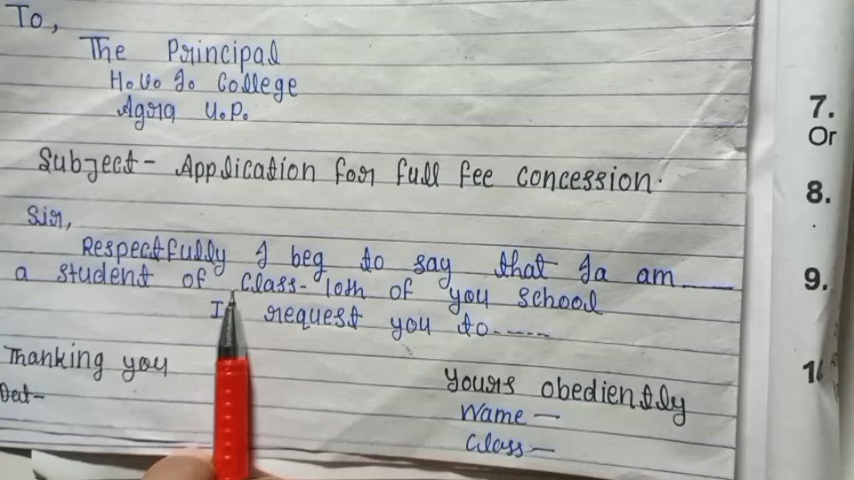 To,
The Principal
H.V. I. College
Agra U.P.
Subject- Application for full fee concession.
Sir,
Respectfully I beg to say that Ia am
a student of class- 10th of you school
I request you to-----
Thanking you
Yours obediently
Dat-
Name —
Class —
7.
Or
8.
9.